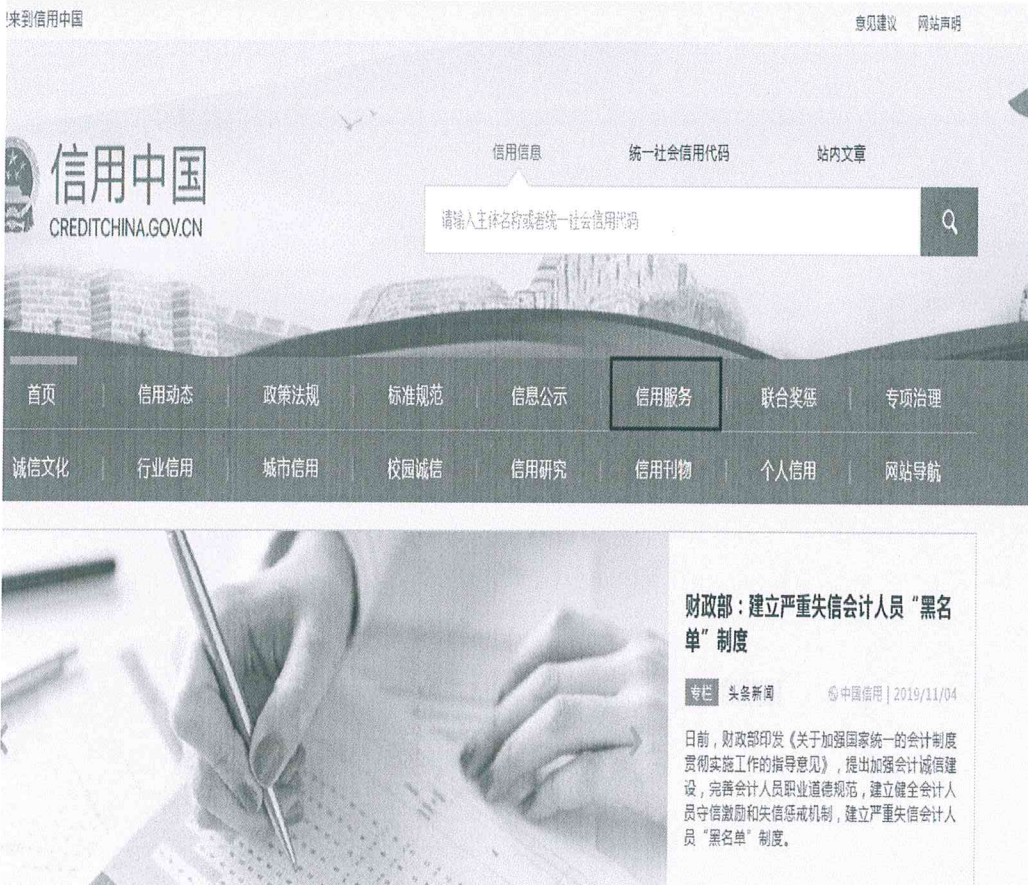 来到信用中国
意见建议 网站声明
信用中国
CREDITCHINA.GOV.CN
信用信息 统一社会信用代码 站内文章
请输入主体名称或者统一社会信用代码
首页 信用动态 政策法规 标准规范 信息公示 信用服务 联合奖惩 专项治理
诚信文化 行业信用 城市信用 校园诚信 信用研究 信用刊物 个人信用 网站导航
财政部:建立严重失信会计人员“黑名
单”制度
专栏 头条新闻 中国信用 | 2019/11/04
日前,财政部印发《关于加强国家统一的会计制度
贯彻实施工作的指导意见》,提出加强会计诚信建
设,完善会计人员职业道德规范,建立健全会计人
员守信激励和失信惩戒机制,建立严重失信会计人
员“黑名单”制度。